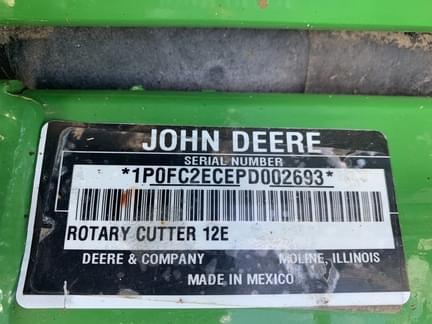 JOHN DEERE
SERIAL NUMBER
*1P0FC2ECEPD002693*
ROTARY CUTTER 12E
DEERE & COMPANY MOLINE, ILLINOIS
MADE IN MEXICO